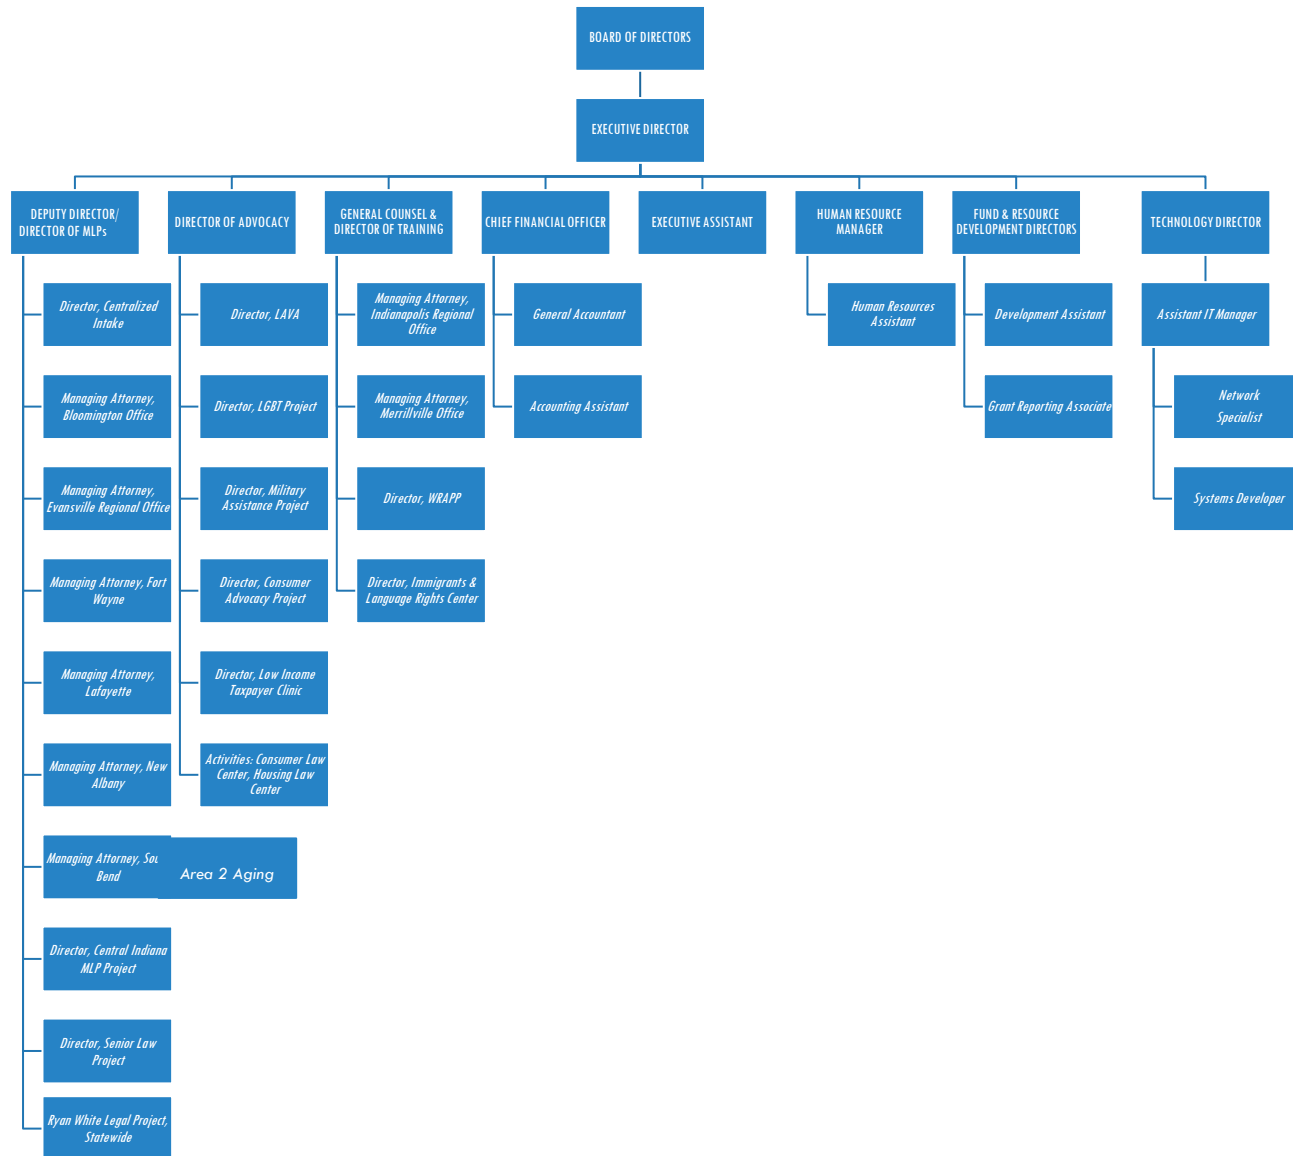 BOARD OF DIRECTORS
EXECUTIVE DIRECTOR
DEPUTY DIRECTOR/
DIRECTOR OF MLPs
DIRECTOR OF ADVOCACY
GENERAL COUNSEL &
DIRECTOR OF TRAINING
CHIEF FINANCIAL OFFICER
EXECUTIVE ASSISTANT
HUMAN RESOURCE
MANAGER
FUND & RESOURCE
DEVELOPMENT DIRECTORS
TECHNOLOGY DIRECTOR
Director, Centralized
Intake
Managing Attorney,
Bloomington Office
Managing Attorney,
Evansville Regional Office
Managing Attorney, Fort
Wayne
Managing Attorney,
Lafayette
Managing Attorney, New
Albany
Managing Attorney, Sou
Bend
Area 2 Aging
Director, Central Indiana
MLP Project
Director, Senior Law
Project
Ryan White Legal Project,
Statewide
Director, LAVA
Director, LGBT Project
Director, Military
Assistance Project
Director, Consumer
Advocacy Project
Director, Low Income
Taxpayer Clinic
Activities: Consumer Law
Center, Housing Law
Center
Managing Attorney,
Indianapolis Regional
Office
Managing Attorney,
Merrillville Office
Director, WRAPP
Director, Immigrants &
Language Rights Center
General Accountant
Accounting Assistant
Human Resources
Assistant
Development Assistant
Grant Reporting Associate
Assistant IT Manager
Network
Specialist
Systems Developer